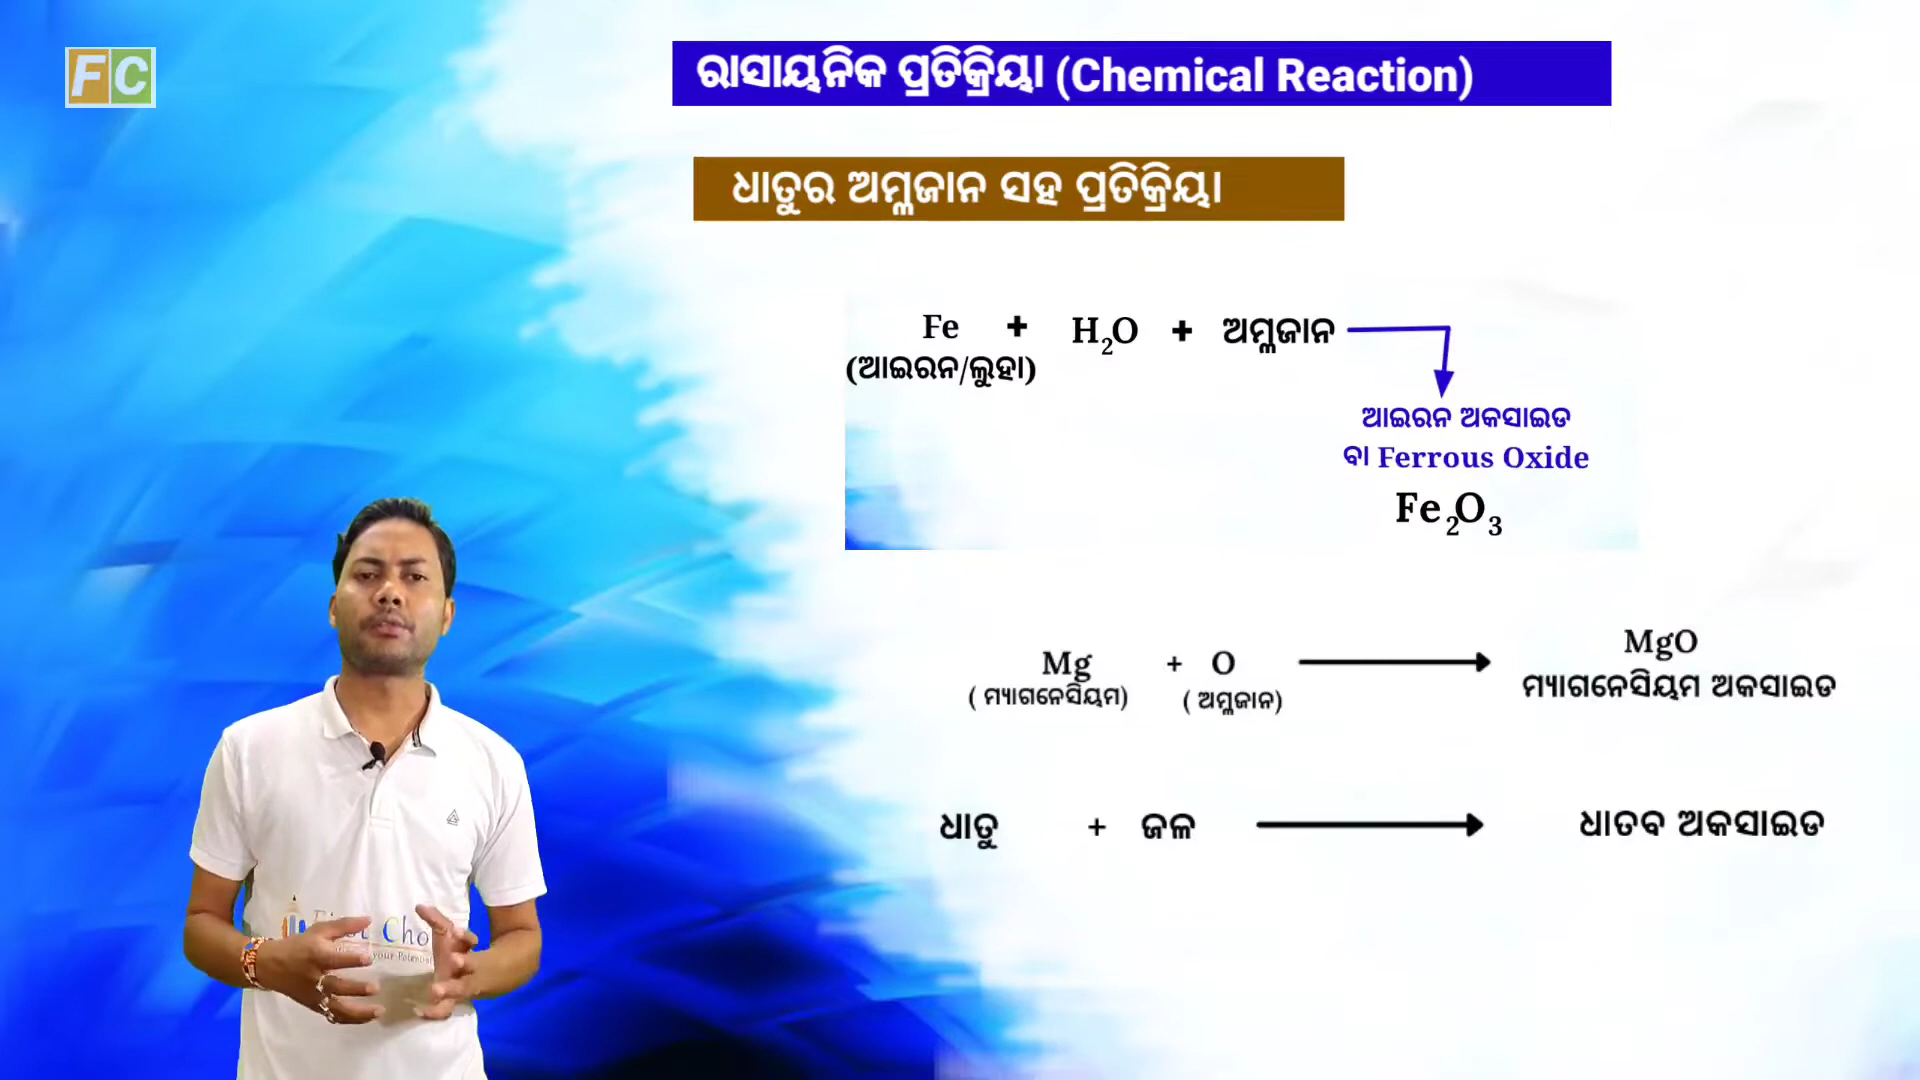 FC
ରାସାୟନିକ ପ୍ରତିକ୍ରିୟା (Chemical Reaction)
ଧାତୁର ଅମ୍ଳଜାନ ସହ ପ୍ରତିକ୍ରିୟା
Fe + H₂O + ଅମ୍ଳଜାନ
(ଆଇରନ/ଲୁହା)
ଆଇରନ ଅକସାଇଡ
ବା Ferrous Oxide
Fe₂O₃
Mg + O MgO
( ମ୍ୟାଗନେସିୟମ) ( ଅମ୍ଳଜାନ) ମ୍ୟାଗନେସିୟମ ଅକସାଇଡ
ଧାତୁ + ଜଳ ଧାତବ ଅକସାଇଡ